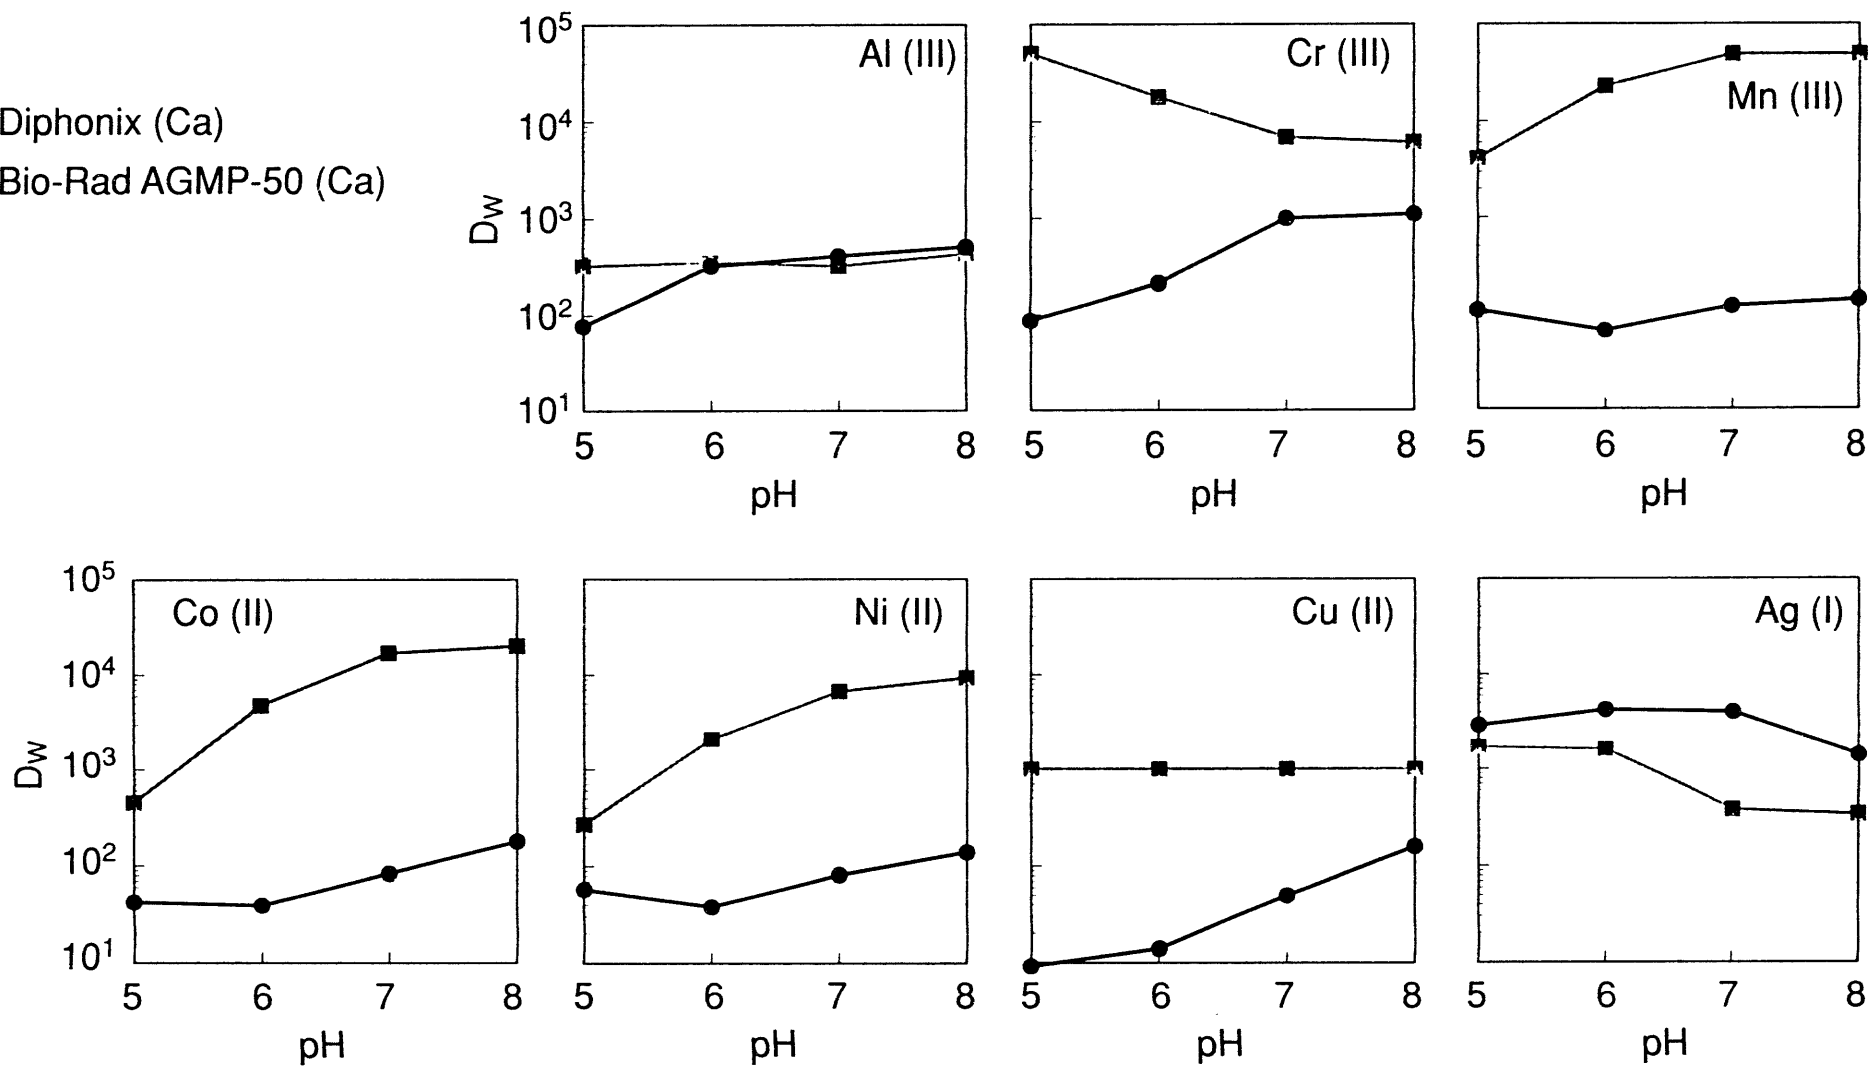 Diphonix (Ca)
Bio-Rad AGMP-50 (Ca)
Al (III)
Cr (III)
Mn (III)
10⁵
10⁴
10³
10²
10¹
Dw
5 6 7 8
5 6 7 8
5 6 7 8
pH
pH
pH
Co (II)
Ni (II)
Cu (II)
Ag (I)
10⁵
10⁴
10³
10²
10¹
Dw
5 6 7 8
5 6 7 8
5 6 7 8
5 6 7 8
pH
pH
pH
pH